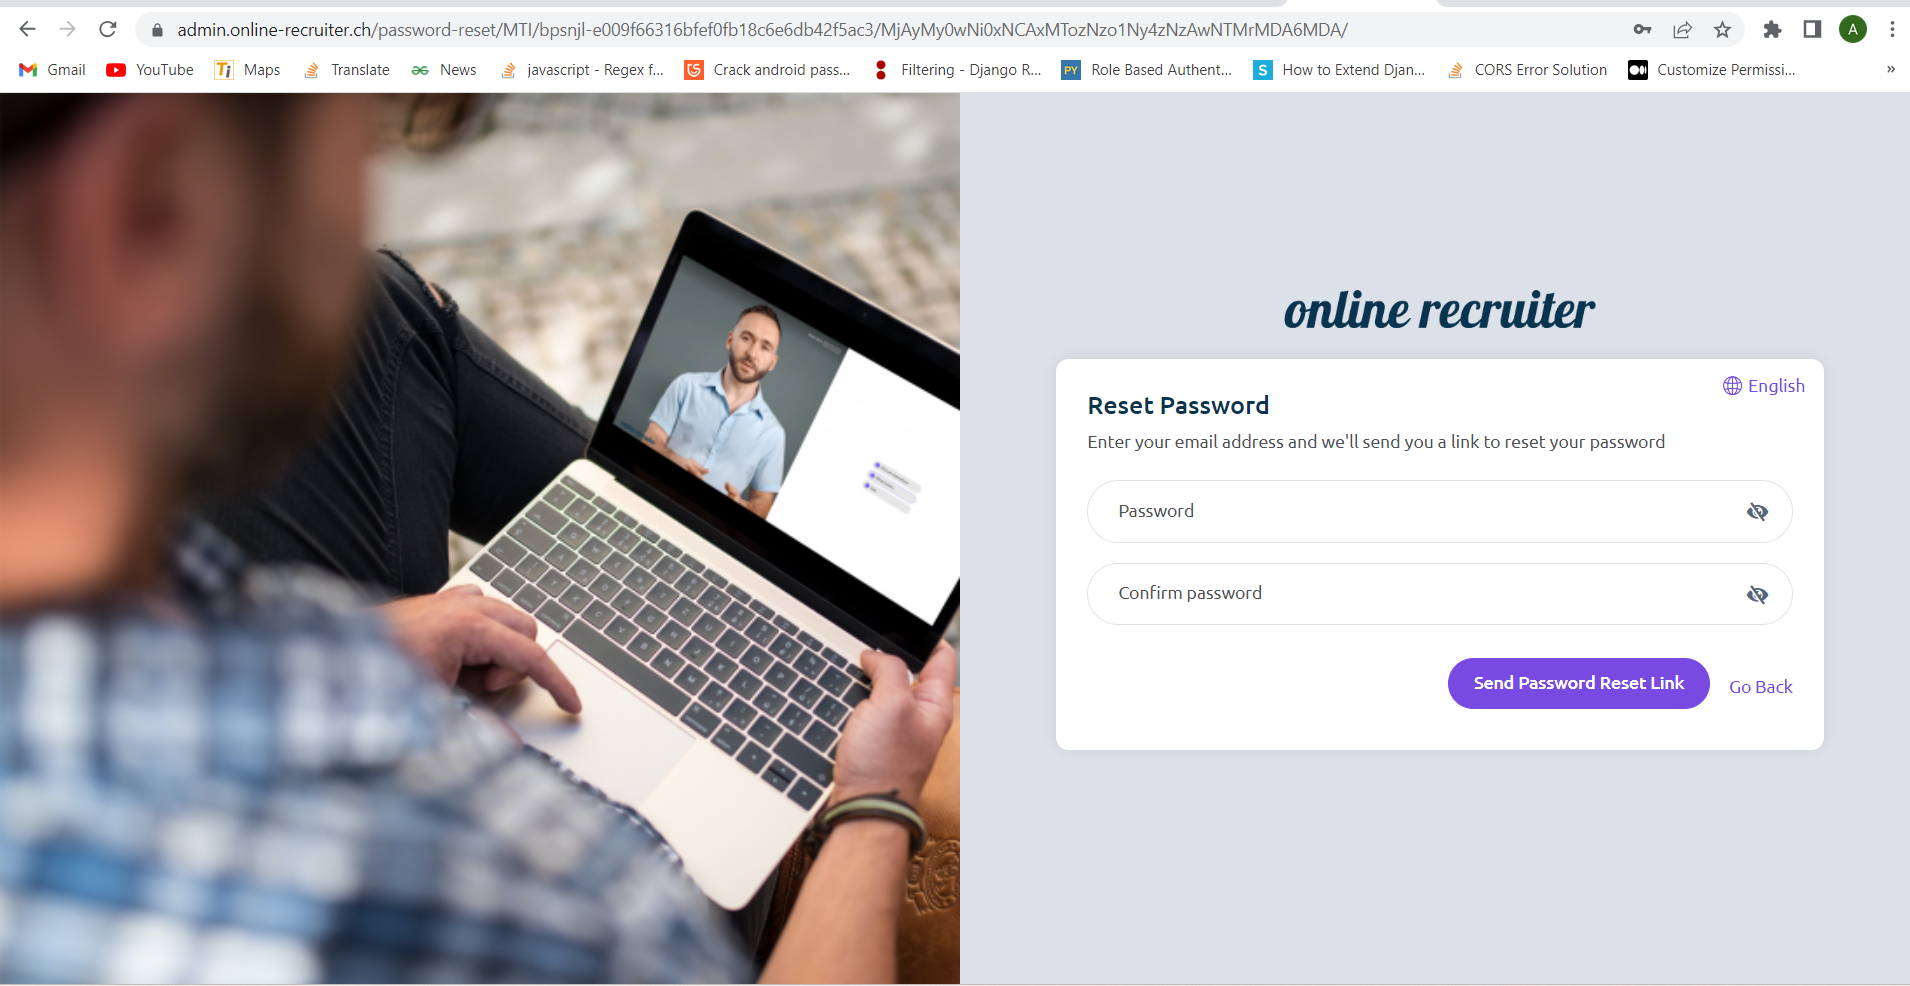 admin.online-recruiter.ch/password-reset/MTI/bpsnjl-e009f66316bfef0fb18c6e6db42f5ac3/MjAyMy0wNi0xNCAxMTozNzo1Ny4zNzAwNTMrMDA6MDA/
A
Gmail YouTube Maps Translate News javascript - Regex f... Crack android pass... Filtering - Django R... PY Role Based Authent... S How to Extend Djan... CORS Error Solution Customize Permissi... »
online recruiter
English
Reset Password
Enter your email address and we'll send you a link to reset your password
Password
Confirm password
Send Password Reset Link Go Back